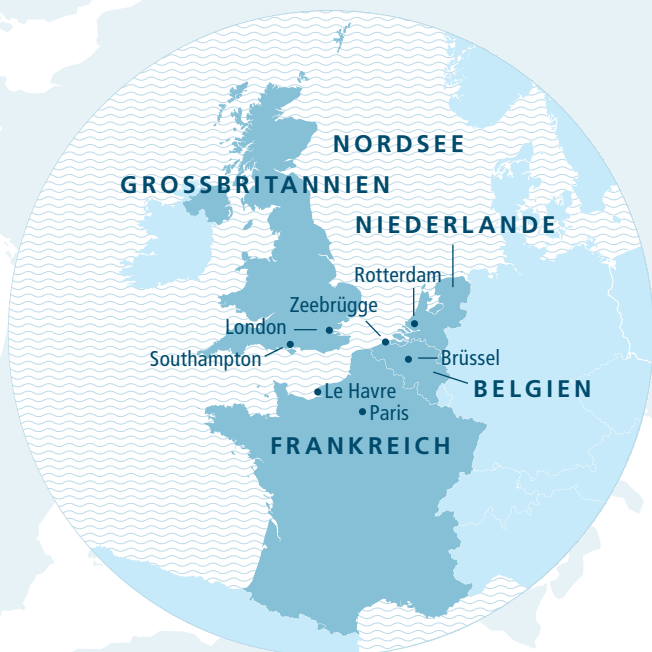 NORDSEE
GROSSBRITANNIEN
NIEDERLANDE
Rotterdam
Zeebrügge
London
Southampton
Brüssel
BELGIEN
Le Havre
Paris
FRANKREICH